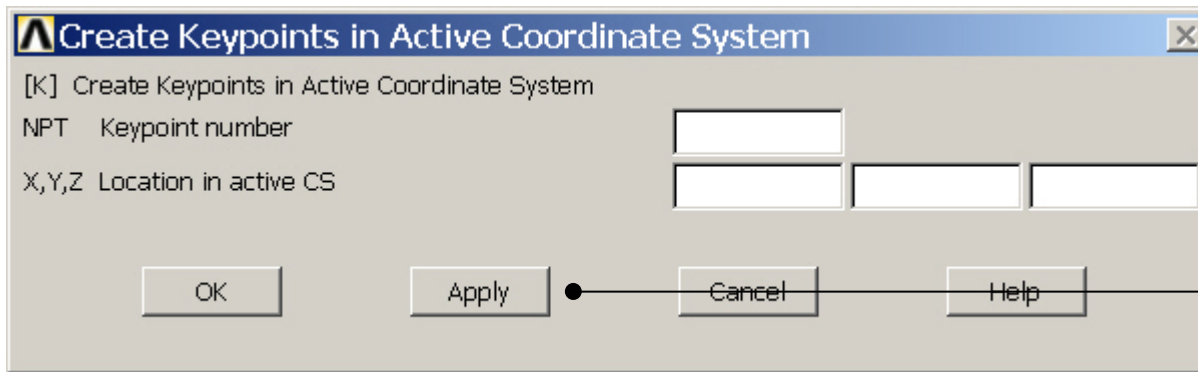 Create Keypoints in Active Coordinate System
[K] Create Keypoints in Active Coordinate System
NPT Keypoint number
X,Y,Z Location in active CS
OK Apply Cancel Help